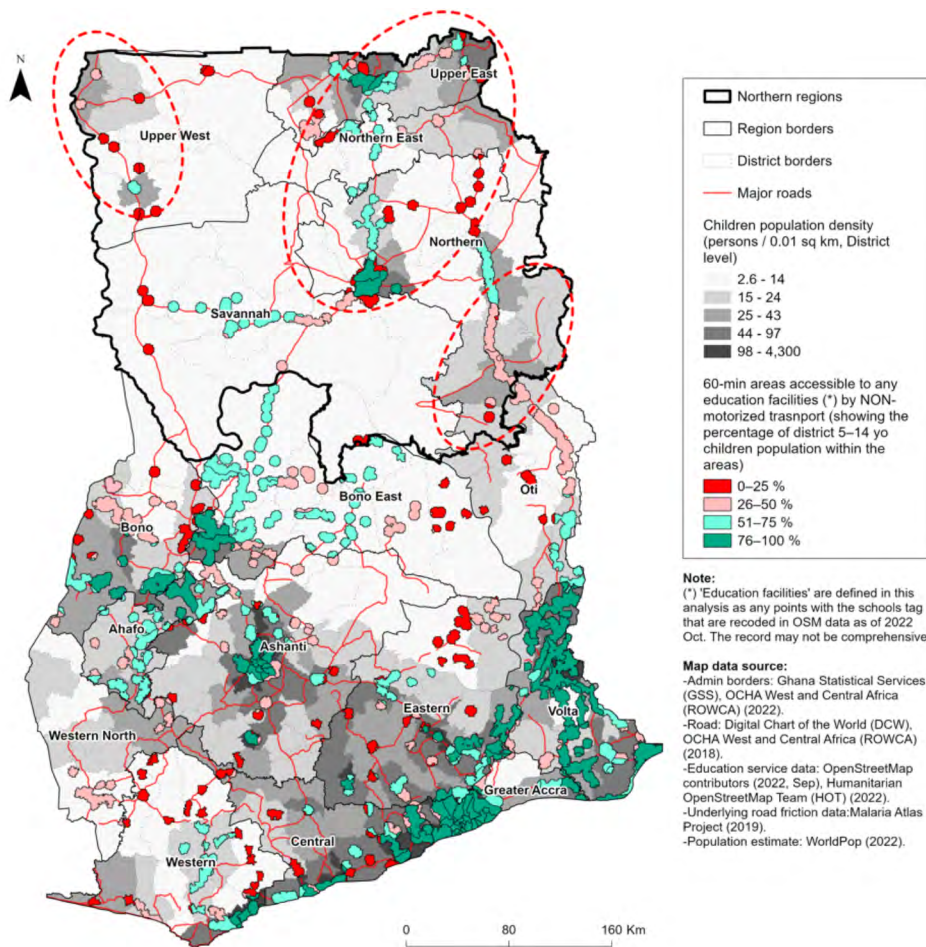 N
Upper East
Upper West
Northern East
Northern
Savannah
Bono East
Oti
Bono
Ahafo
Ashanti
Eastern
Volta
Western North
Greater Accra
Central
Western
0 80 160 Km
Northern regions
Region borders
District borders
Major roads
Children population density
(persons / 0.01 sq km, District
level)
2.6 - 14
15 - 24
25 - 43
44 - 97
98 - 4,300
60-min areas accessible to any
education facilities (*) by NON-
motorized trasnport (showing the
percentage of district 5–14 yo
children population within the
areas)
0–25 %
26–50 %
51–75 %
76–100 %
Note:
(*) 'Education facilities' are defined in this
analysis as any points with the schools tag
that are recoded in OSM data as of 2022
Oct. The record may not be comprehensive
Map data source:
-Admin borders: Ghana Statistical Services
(GSS), OCHA West and Central Africa
(ROWCA) (2022).
-Road: Digital Chart of the World (DCW),
OCHA West and Central Africa (ROWCA)
(2018).
-Education service data: OpenStreetMap
contributors (2022, Sep), Humanitarian
OpenStreetMap Team (HOT) (2022).
-Underlying road friction data:Malaria Atlas
Project (2019).
-Population estimate: WorldPop (2022).